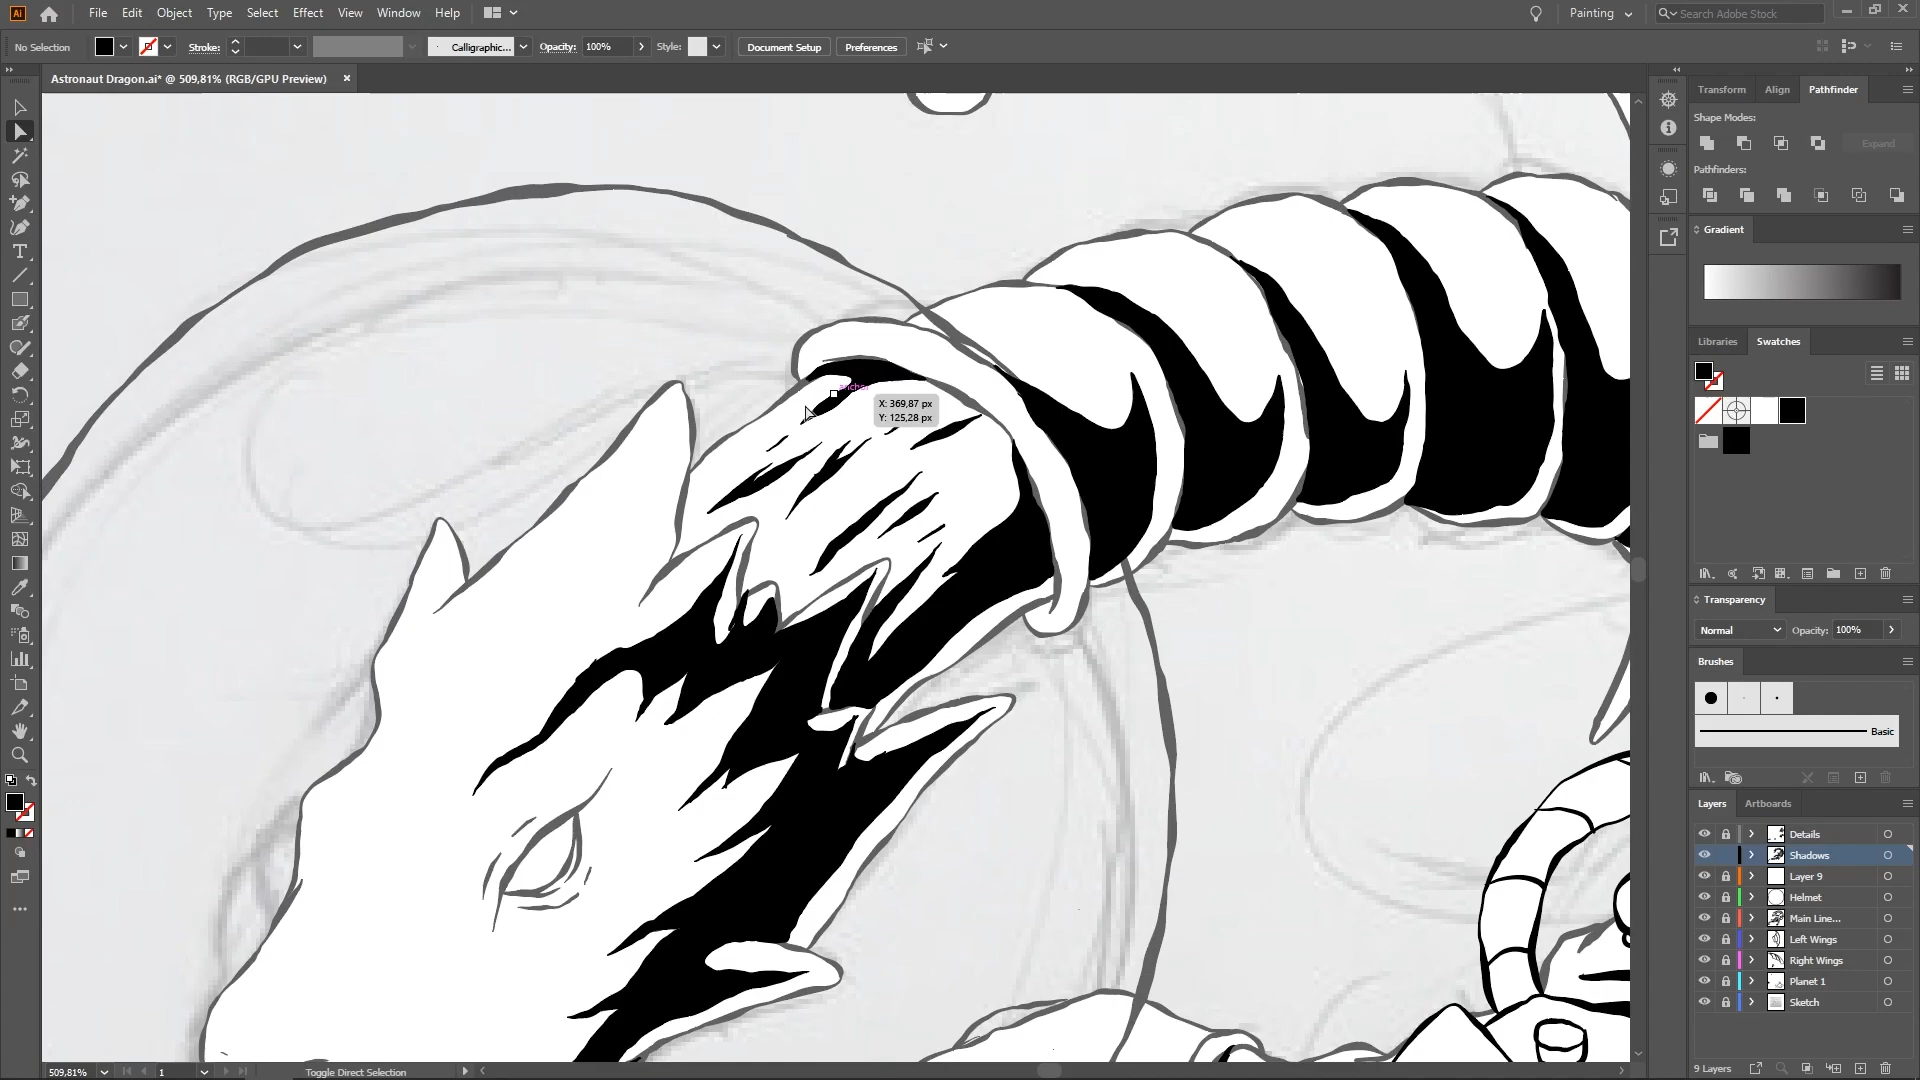 Ai File Edit Object Type Select Effect View Window Help Painting Search Adobe Stock
No Selection Stroke: Calligraphic... Opacity: 100% Style: Document Setup Preferences
Astronaut Dragon.ai* @ 509,81% (RGB/GPU Preview) ×
X: 369,87 px
Y: 125,28 px
Transform Align Pathfinder
Shape Modes:
Expand
Pathfinders:
Gradient
Libraries Swatches
Transparency
Normal Opacity: 100%
Brushes
Basic
Layers Artboards
Details
Shadows
Layer 9
Helmet
Main Line...
Left Wings
Right Wings
Planet 1
Sketch
9 Layers
509,81% 1 Toggle Direct Selection